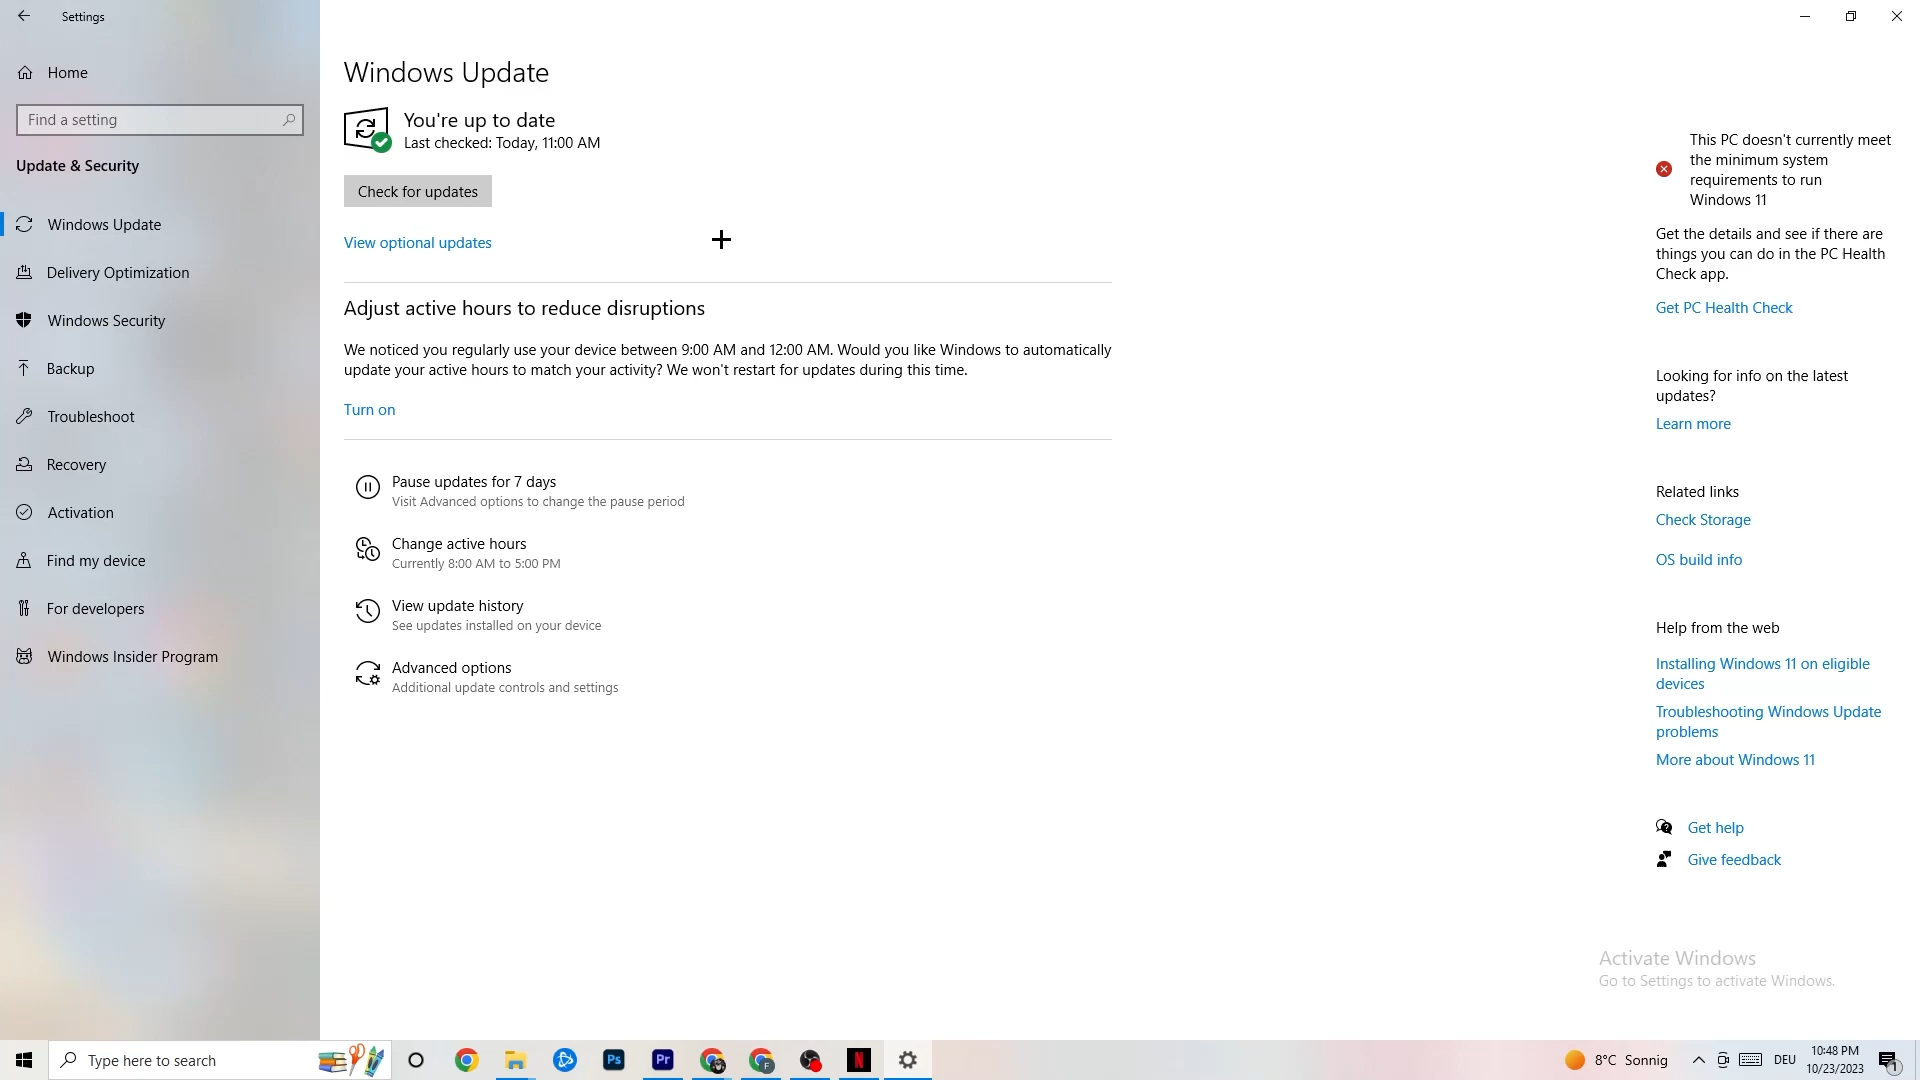 Settings
Home
Find a setting
Update & Security
Windows Update
Delivery Optimization
Windows Security
Backup
Troubleshoot
Recovery
Activation
Find my device
For developers
Windows Insider Program
Windows Update
You're up to date
Last checked: Today, 11:00 AM
Check for updates
View optional updates
Adjust active hours to reduce disruptions
We noticed you regularly use your device between 9:00 AM and 12:00 AM. Would you like Windows to automatically
update your active hours to match your activity? We won't restart for updates during this time.
Turn on
Pause updates for 7 days
Visit Advanced options to change the pause period
Change active hours
Currently 8:00 AM to 5:00 PM
View update history
See updates installed on your device
Advanced options
Additional update controls and settings
This PC doesn't currently meet
the minimum system
requirements to run
Windows 11
Get the details and see if there are
things you can do in the PC Health
Check app.
Get PC Health Check
Looking for info on the latest
updates?
Learn more
Related links
Check Storage
OS build info
Help from the web
Installing Windows 11 on eligible
devices
Troubleshooting Windows Update
problems
More about Windows 11
Get help
Give feedback
Activate Windows
Go to Settings to activate Windows.
Type here to search
Ps
Pr
F
N
8°C Sonnig
DEU
10:48 PM
10/23/2023
1